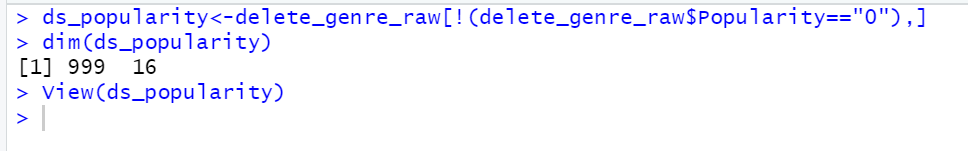 > ds_popularity<-delete_genre_raw[!(delete_genre_raw$Popularity=="0"),]
> dim(ds_popularity)
[1] 999  16
> View(ds_popularity)
>